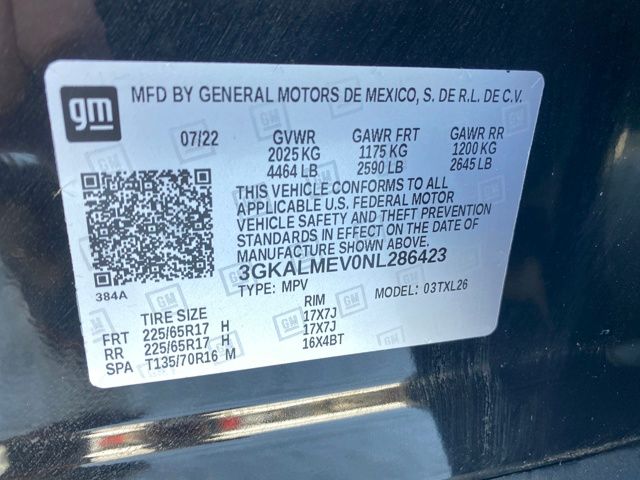 gm
MFD BY GENERAL MOTORS DE MEXICO, S. DE R.L. DE C.V.
07/22 GVWR GAWR FRT GAWR RR
2025 KG 1175 KG 1200 KG
4464 LB 2590 LB 2645 LB
THIS VEHICLE CONFORMS TO ALL
APPLICABLE U.S. FEDERAL MOTOR
VEHICLE SAFETY AND THEFT PREVENTION
STANDARDS IN EFFECT ON THE DATE OF
MANUFACTURE SHOWN ABOVE.
3GKALMEV0NL286423
384A
TYPE: MPV MODEL: 03TXL26
TIRE SIZE RIM
FRT 225/65R17 H 17X7J
RR 225/65R17 H 17X7J
SPA T135/70R16 M 16X4BT